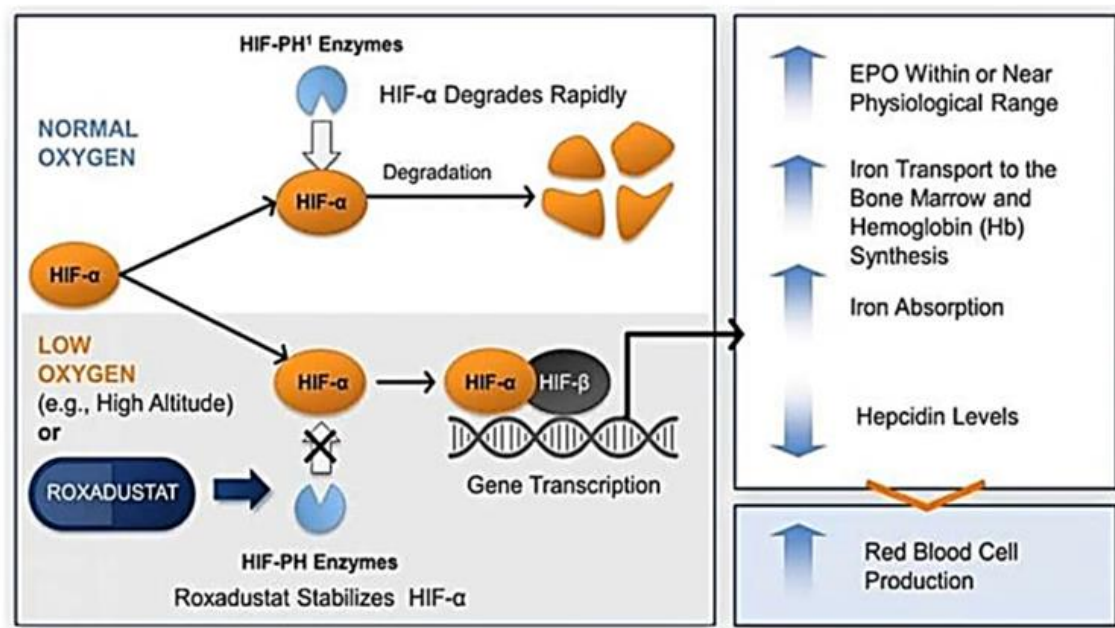 HIF-PH¹ Enzymes
HIF-α Degrades Rapidly
NORMAL
OXYGEN
HIF-α
Degradation
HIF-α
LOW
OXYGEN
(e.g., High Altitude)
or
ROXADUSTAT
HIF-α
HIF-α
HIF-β
Gene Transcription
HIF-PH Enzymes
Roxadustat Stabilizes HIF-α
EPO Within or Near
Physiological Range
Iron Transport to the
Bone Marrow and
Hemoglobin (Hb)
Synthesis
Iron Absorption
Hepcidin Levels
Red Blood Cell
Production